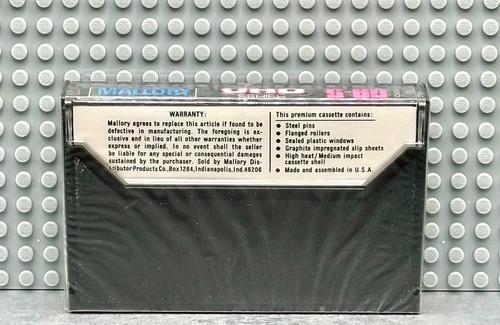 MALLORY
SERIES
C-60
WARRANTY:
Mallory agrees to replace this article if found to be
defective in manufacturing. The foregoing is ex-
clusive and in lieu of all other warranties whether
express or implied. In no event shall the seller
be liable for any special or consequential damages
sustained by the purchaser. Sold by Mallory Dis-
tributor Products Co., Box 1284, Indianapolis, Ind. 46206
This premium cassette contains:
• Steel pins
• Flanged rollers
• Sealed plastic windows
• Graphite impregnated slip sheets
• High heat/Medium impact
cassette shell
• Made and assembled in U.S.A.